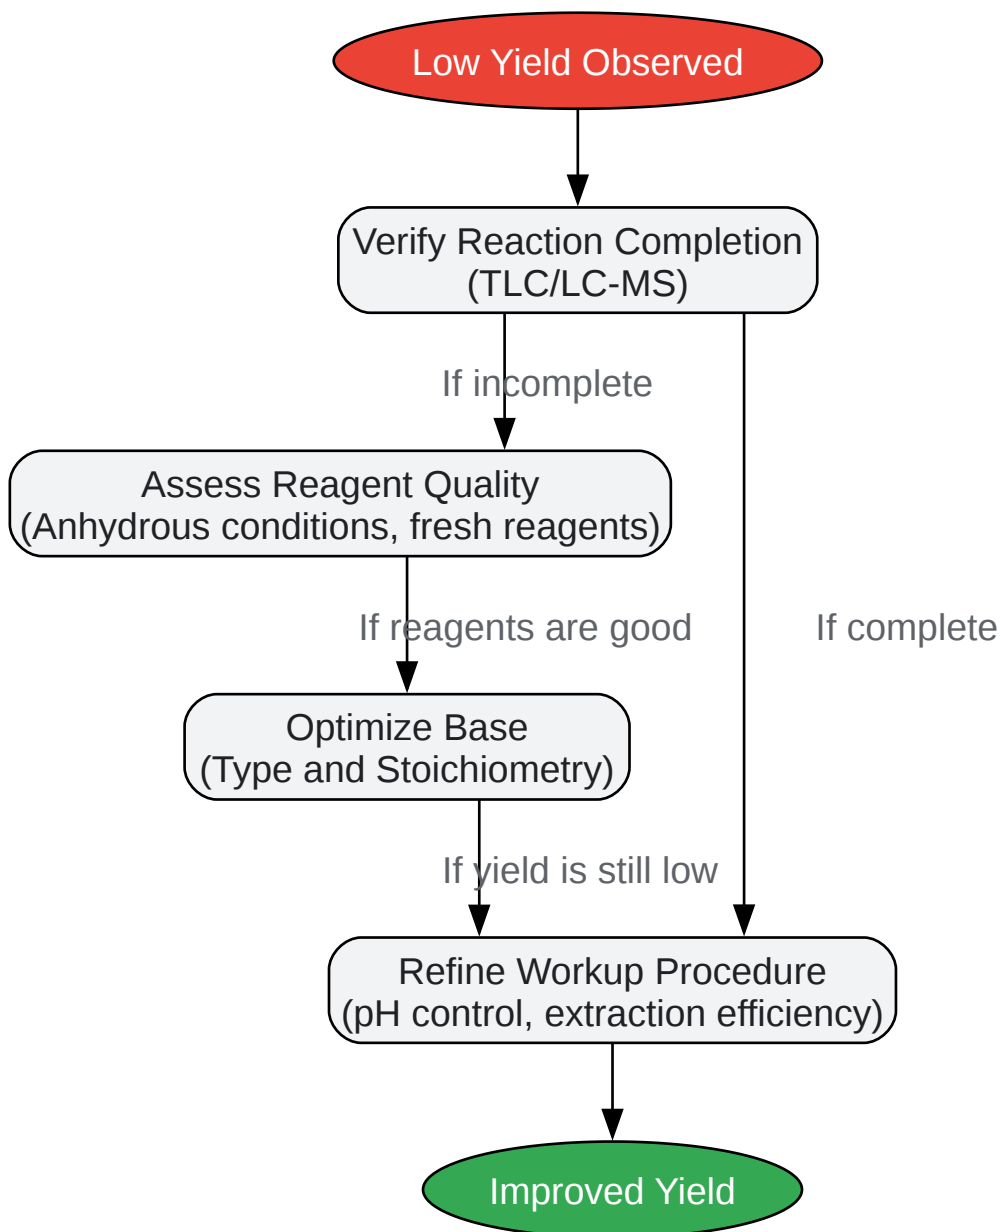 Low Yield Observed
Verify Reaction Completion
(TLC/LC-MS)
If incomplete
Assess Reagent Quality
(Anhydrous conditions, fresh reagents)
If reagents are good
If complete
Optimize Base
(Type and Stoichiometry)
If yield is still low
Refine Workup Procedure
(pH control, extraction efficiency)
Improved Yield